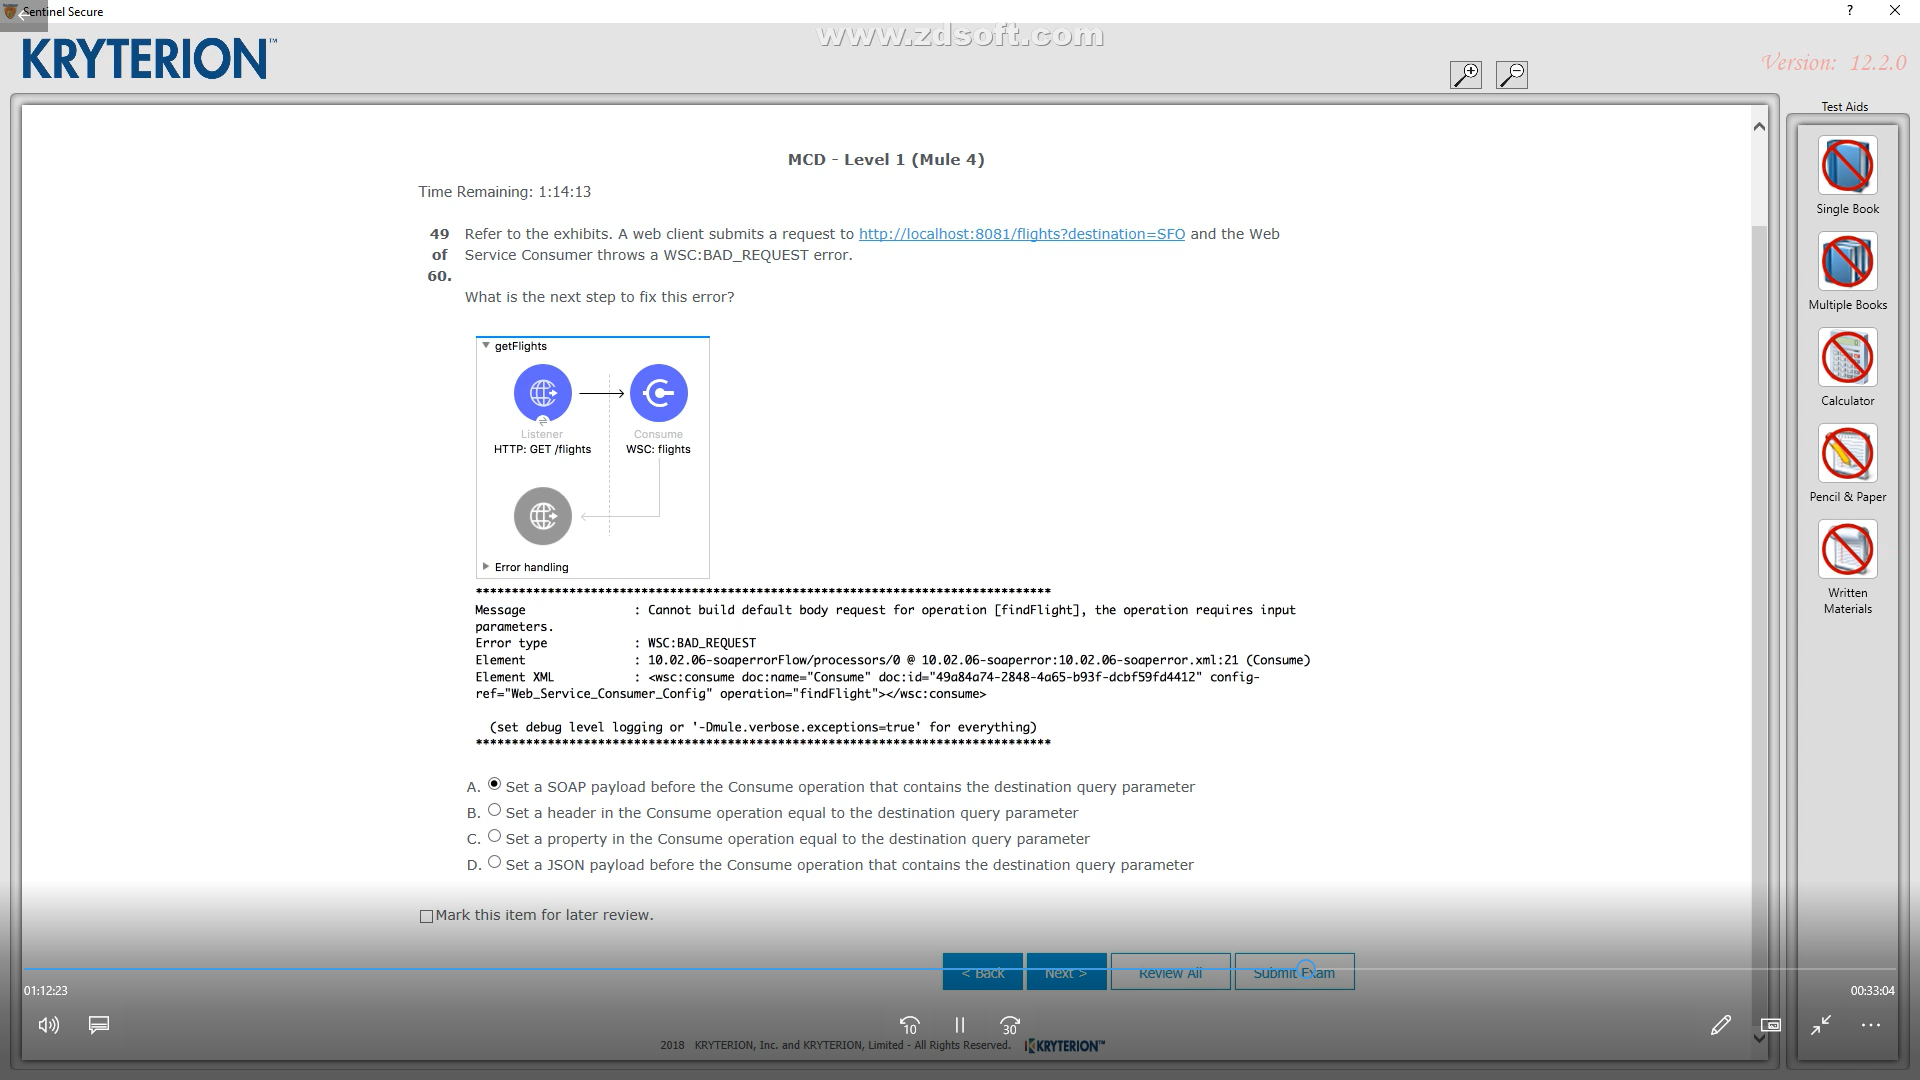 Sentinel Secure
?
www.zdsoft.com
KRYTERION™
Version: 12.2.0
Test Aids
MCD - Level 1 (Mule 4)
Time Remaining: 1:14:13
49 of 60.
Refer to the exhibits. A web client submits a request to http://localhost:8081/flights?destination=SFO and the Web
Service Consumer throws a WSC:BAD_REQUEST error.
What is the next step to fix this error?
getFlights
Listener
HTTP: GET /flights
Consume
WSC: flights
Error handling
********************************************************************************
Message : Cannot build default body request for operation [findFlight], the operation requires input
parameters.
Error type : WSC:BAD_REQUEST
Element : 10.02.06-soaperrorFlow/processors/0 @ 10.02.06-soaperror:10.02.06-soaperror.xml:21 (Consume)
Element XML : <wsc:consume doc:name="Consume" doc:id="49a84a74-2848-4a65-b93f-dcbf59fd4412" config-
ref="Web_Service_Consumer_Config" operation="findFlight"></wsc:consume>
(set debug level logging or '-Dmule.verbose.exceptions=true' for everything)
********************************************************************************
A. Set a SOAP payload before the Consume operation that contains the destination query parameter
B. Set a header in the Consume operation equal to the destination query parameter
C. Set a property in the Consume operation equal to the destination query parameter
D. Set a JSON payload before the Consume operation that contains the destination query parameter
Mark this item for later review.
< Back
Next >
Review All
Submit Exam
Single Book
Multiple Books
Calculator
Pencil & Paper
Written
Materials
01:12:23
00:33:04
10
30
2018 KRYTERION, Inc. and KRYTERION, Limited - All Rights Reserved. KRYTERION™